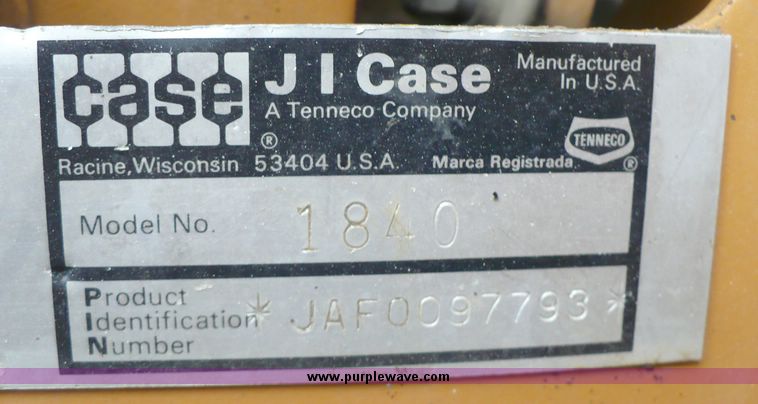 case ®
J I Case
A Tenneco Company
Manufactured
In U.S.A.
TENNECO ®
Racine, Wisconsin 53404 U.S.A. Marca Registrada
Model No. 1840
Product
Identification
Number
* JAF0097793 *
www.purplewave.com